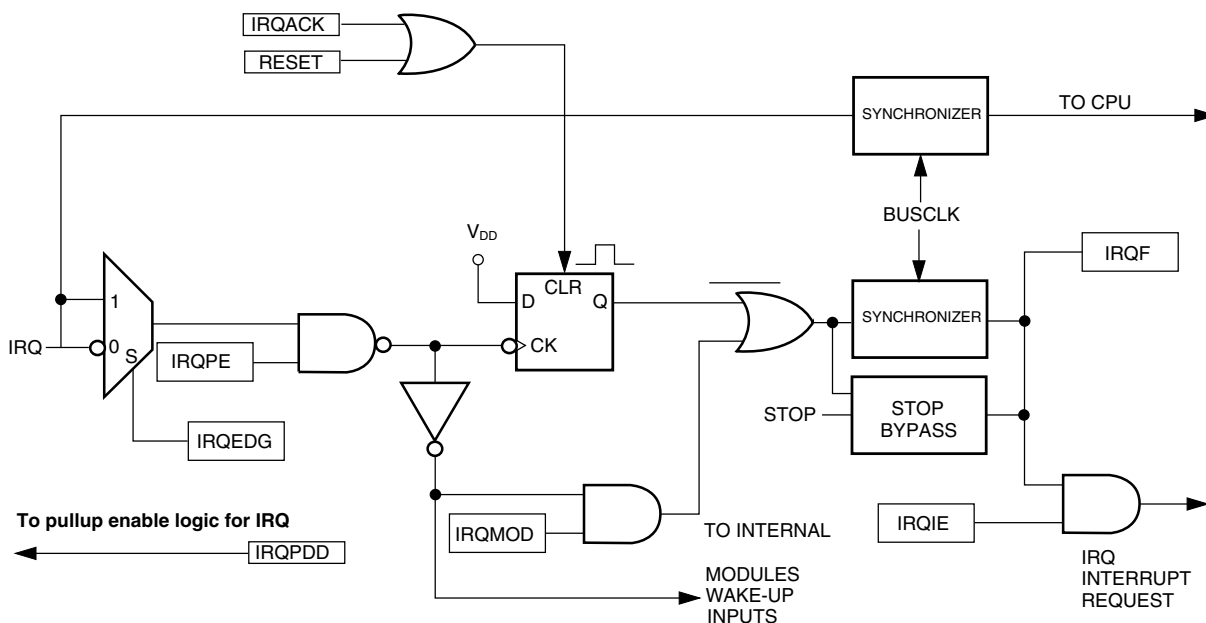 IRQACK
RESET
SYNCHRONIZER
TO CPU
BUSCLK
VDD
CLR
D
Q
CK
IRQF
1
IRQ
0
S
IRQPE
SYNCHRONIZER
STOP
STOP
BYPASS
IRQEDG
To pullup enable logic for IRQ
IRQPDD
IRQMOD
TO INTERNAL
MODULES
WAKE-UP
INPUTS
IRQIE
IRQ
INTERRUPT
REQUEST